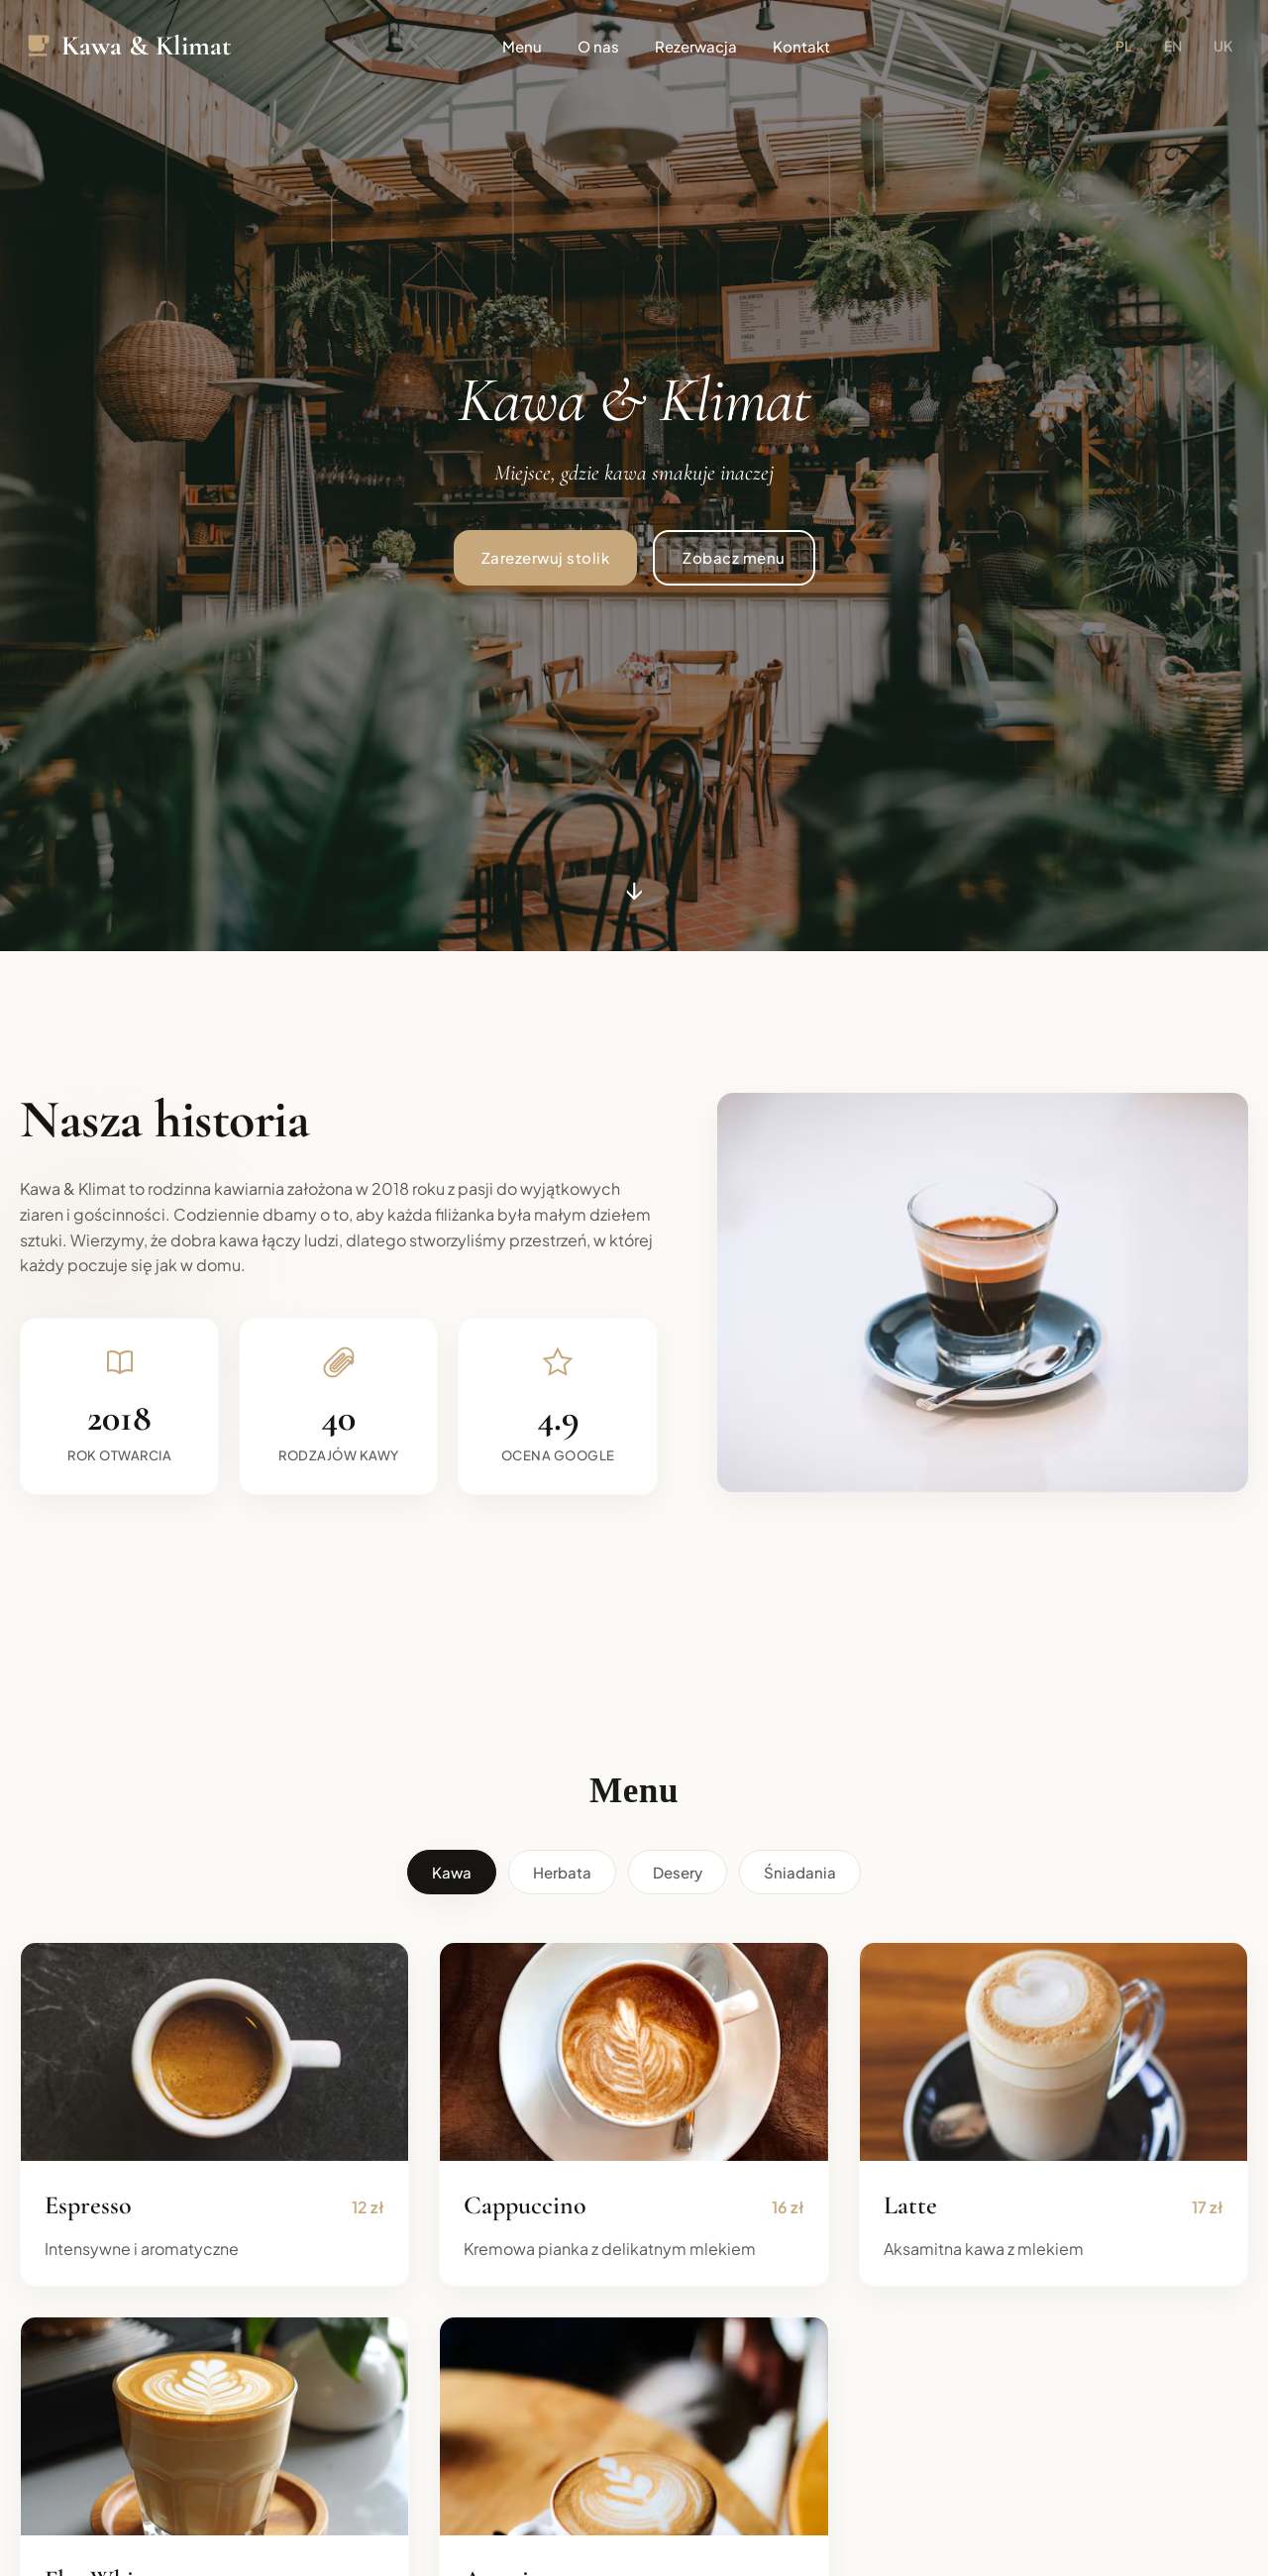 Kawa & Klimat
Menu
O nas
Rezerwacja
Kontakt
PL
EN
UK
Kawa & Klimat
Miejsce, gdzie kawa smakuje inaczej
Zarezerwuj stolik
Zobacz menu
Nasza historia
Kawa & Klimat to rodzinna kawiarnia założona w 2018 roku z pasji do wyjątkowych
ziaren i gościnności. Codziennie dbamy o to, aby każda filiżanka była małym dziełem
sztuki. Wierzymy, że dobra kawa łączy ludzi, dlatego stworzyliśmy przestrzeń, w której
każdy poczuje się jak w domu.
2018
ROK OTWARCIA
40
RODZAJÓW KAWY
4.9
OCENA GOOGLE
Menu
Kawa
Herbata
Desery
Śniadania
Espresso
12 zł
Intensywne i aromatyczne
Cappuccino
16 zł
Kremowa pianka z delikatnym mlekiem
Latte
17 zł
Aksamitna kawa z mlekiem